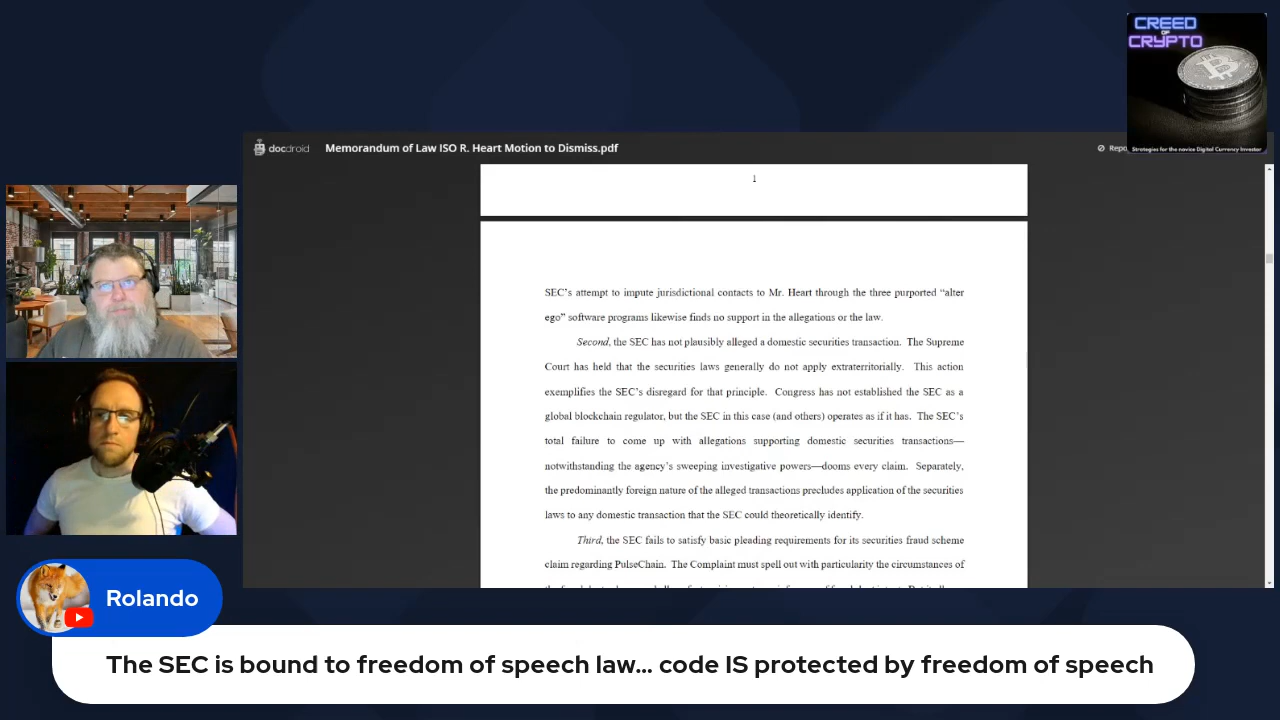 CREED
OF
CRYPTO
Strategies for the novice Digital Currency Investor
docdroid
Memorandum of Law ISO R. Heart Motion to Dismiss.pdf
1
SEC’s attempt to impute jurisdictional contacts to Mr. Heart through the three purported “alter
ego” software programs likewise finds no support in the allegations or the law.
Second, the SEC has not plausibly alleged a domestic securities transaction. The Supreme
Court has held that the securities laws generally do not apply extraterritorially. This action
exemplifies the SEC’s disregard for that principle. Congress has not established the SEC as a
global blockchain regulator, but the SEC in this case (and others) operates as if it has. The SEC’s
total failure to come up with allegations supporting domestic securities transactions—
notwithstanding the agency’s sweeping investigative powers—dooms every claim. Separately,
the predominantly foreign nature of the alleged transactions precludes application of the securities
laws to any domestic transaction that the SEC could theoretically identify.
Third, the SEC fails to satisfy basic pleading requirements for its securities fraud scheme
claim regarding PulseChain. The Complaint must spell out with particularity the circumstances of
Rolando
The SEC is bound to freedom of speech law... code IS protected by freedom of speech